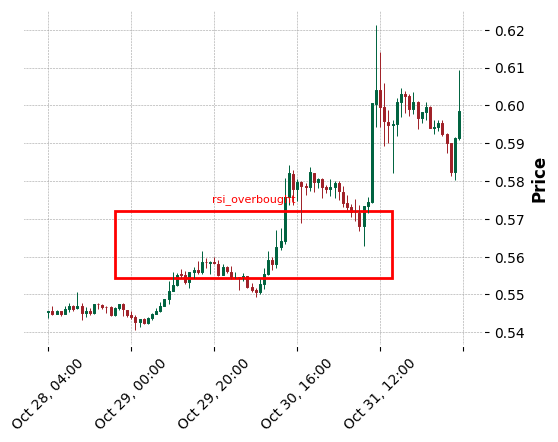 0.62
0.61
0.60
0.59
0.58
0.57
0.56
0.55
0.54
Price
rsi_overbought
Oct 28, 04:00
Oct 29, 00:00
Oct 29, 20:00
Oct 30, 16:00
Oct 31, 12:00